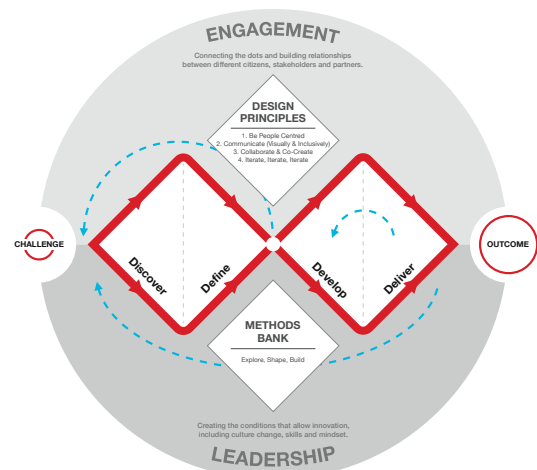 ENGAGEMENT
Connecting the dots and building relationships
between different citizens, stakeholders and partners.
DESIGN
PRINCIPLES
1. Be People Centred
2. Communicate (Visually & Inclusively)
3. Collaborate & Co-Create
4. Iterate, Iterate, Iterate
CHALLENGE
OUTCOME
Discover
Define
Develop
Deliver
METHODS
BANK
Explore, Shape, Build
Creating the conditions that allow innovation,
including culture change, skills and mindset.
LEADERSHIP